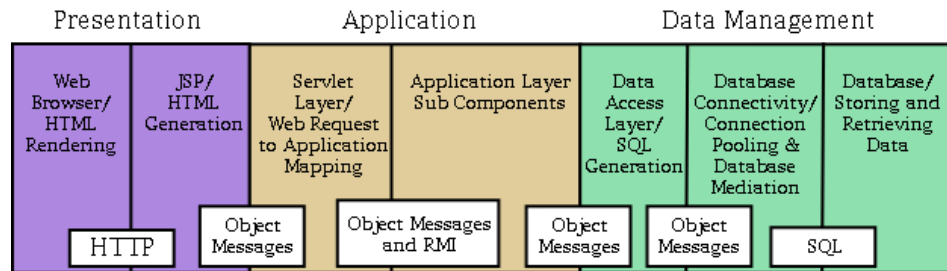 Presentation
Application
Data Management
Web
Browser/
HTML
Rendering
JSP/
HTML
Generation
Servlet
Layer/
Web Request
to Application
Mapping
Application Layer
Sub Components
Data
Access
Layer/
SQL
Generation
Database
Connectivity/
Connection
Pooling &
Database
Mediation
Database/
Storing and
Retrieving
Data
HTTP
Object
Messages
Object Messages
and RMI
Object
Messages
Object
Messages
SQL